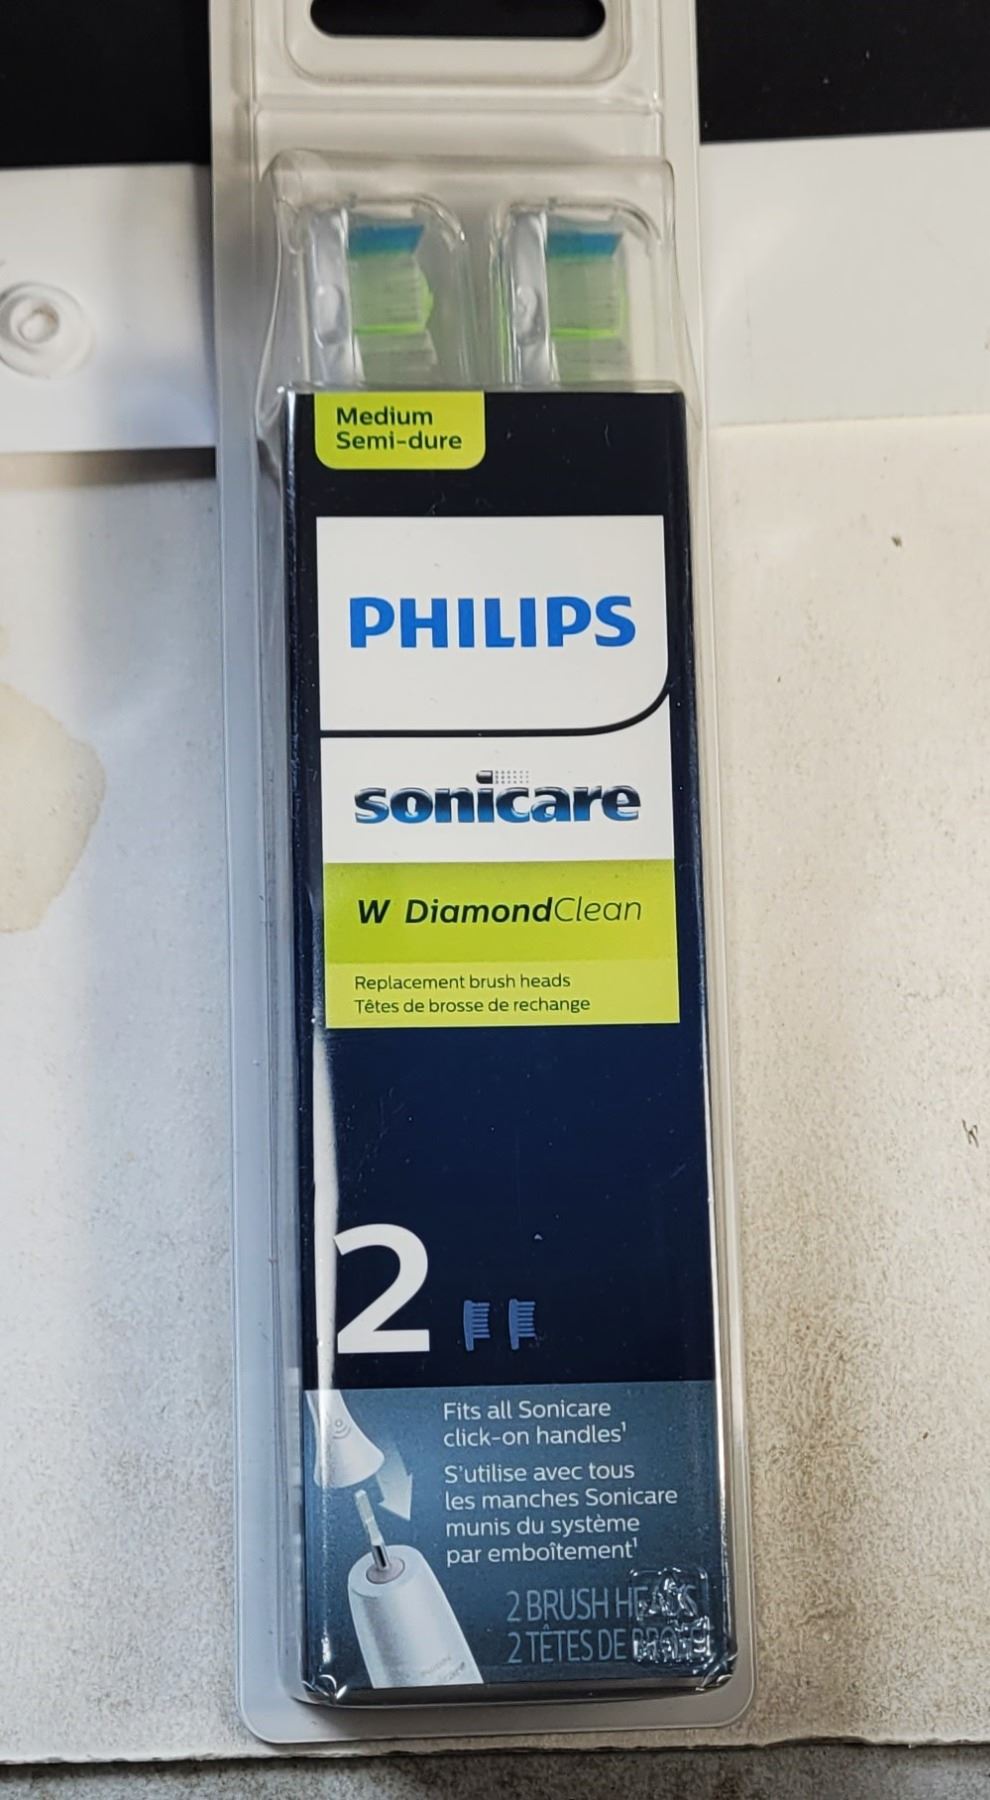 Medium
Semi-dure
PHILIPS
sonicare
W DiamondClean
Replacement brush heads
Têtes de brosse de rechange
2
Fits all Sonicare
click-on handles¹
S'utilise avec tous
les manches Sonicare
munis du système
par emboîtement¹
2 BRUSH HEADS
2 TÊTES DE BROSSE